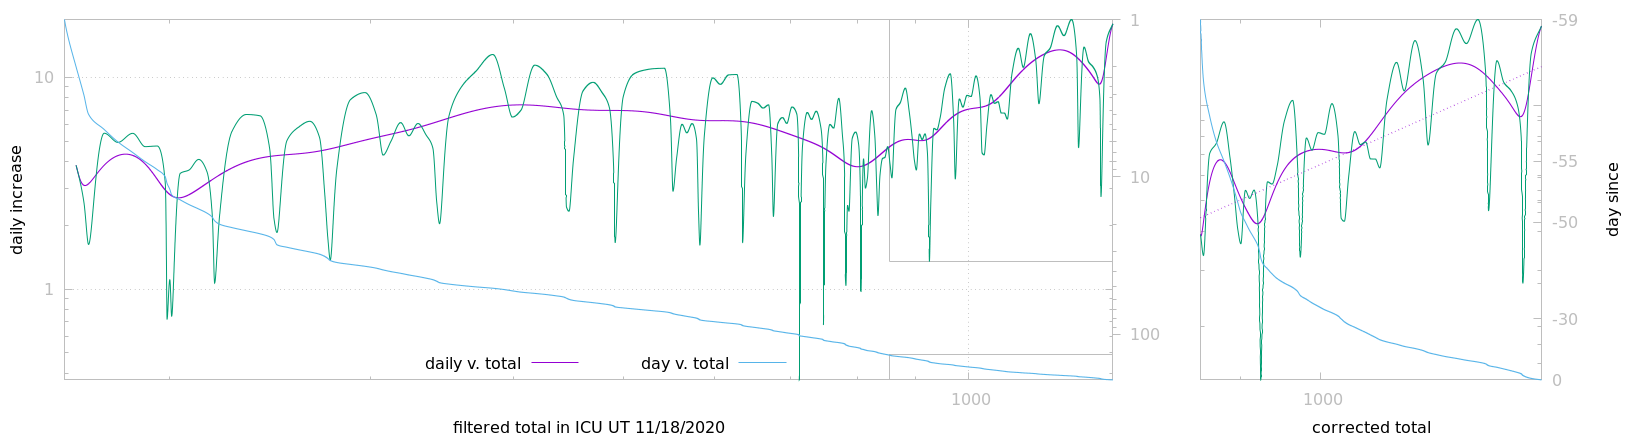 daily increase
10
1
daily v. total
day v. total
1000
1
10
100
filtered total in ICU UT 11/18/2020
-59
-55
-50
-30
0
day since
1000
corrected total